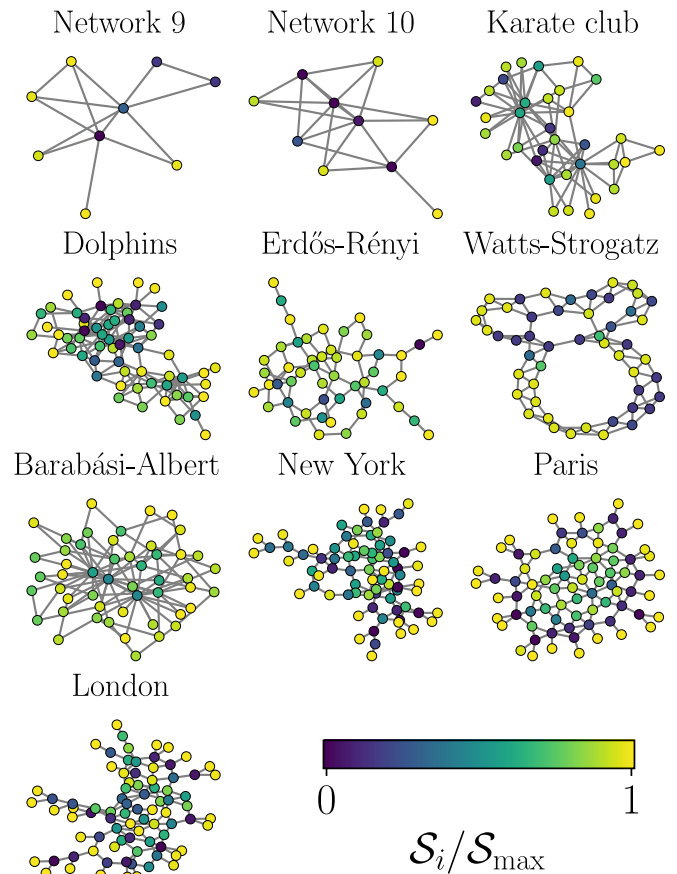 Network 9 Network 10 Karate club
Dolphins Erdős-Rényi Watts-Strogatz
Barabási-Albert New York Paris
London
0 1
𝒮ᵢ/𝒮ₘₐₓ